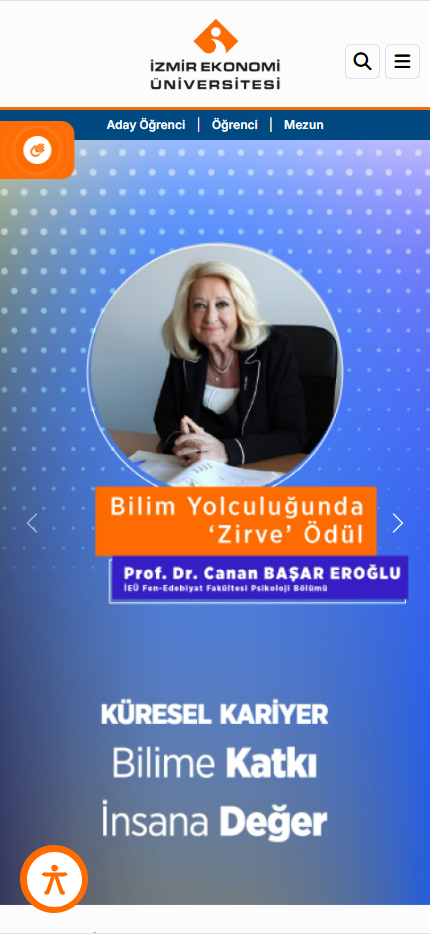 İZMİR EKONOMİ
ÜNİVERSİTESİ
Aday Öğrenci | Öğrenci | Mezun
Bilim Yolculuğunda
‘Zirve’ Ödül
Prof. Dr. Canan BAŞAR EROĞLU
İEÜ Fen-Edebiyat Fakültesi Psikoloji Bölümü
KÜRESEL KARİYER
Bilime Katkı
İnsana Değer